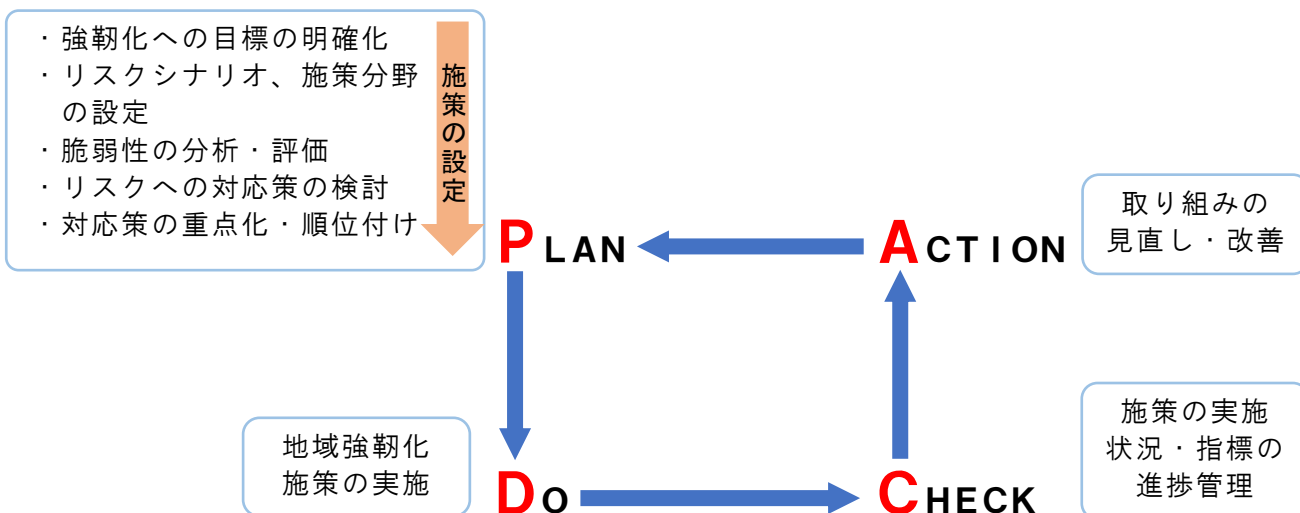 ・強靭化への目標の明確化
・リスクシナリオ、施策分野
の設定
・脆弱性の分析・評価
・リスクへの対応策の検討
・対応策の重点化・順位付け
施策の設定
PLAN
ACTION
取り組みの
見直し・改善
地域強靭化
施策の実施
DO
CHECK
施策の実施
状況・指標の
進捗管理